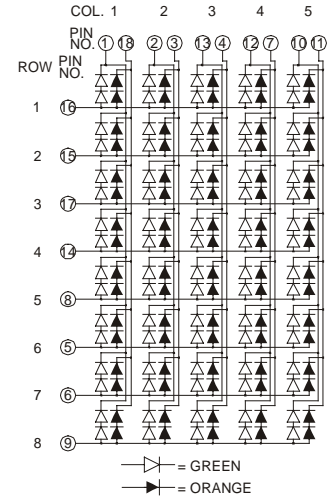 COL. 1 2 3 4 5
PIN NO. 1 18 2 3 13 4 12 7 10 11
ROW PIN NO.
1 16
2 15
3 17
4 14
5 8
6 5
7 6
8 9
= GREEN
= ORANGE